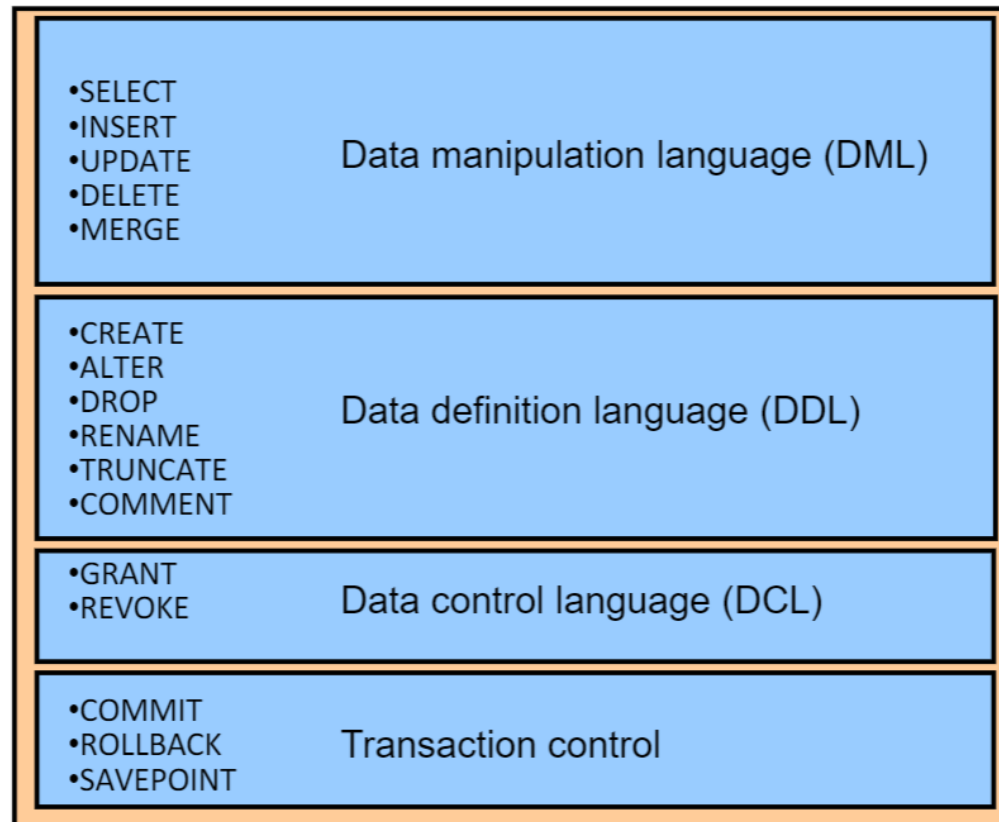 •SELECT
•INSERT
•UPDATE
•DELETE
•MERGE
Data manipulation language (DML)
•CREATE
•ALTER
•DROP
•RENAME
•TRUNCATE
•COMMENT
Data definition language (DDL)
•GRANT
•REVOKE
Data control language (DCL)
•COMMIT
•ROLLBACK
•SAVEPOINT
Transaction control